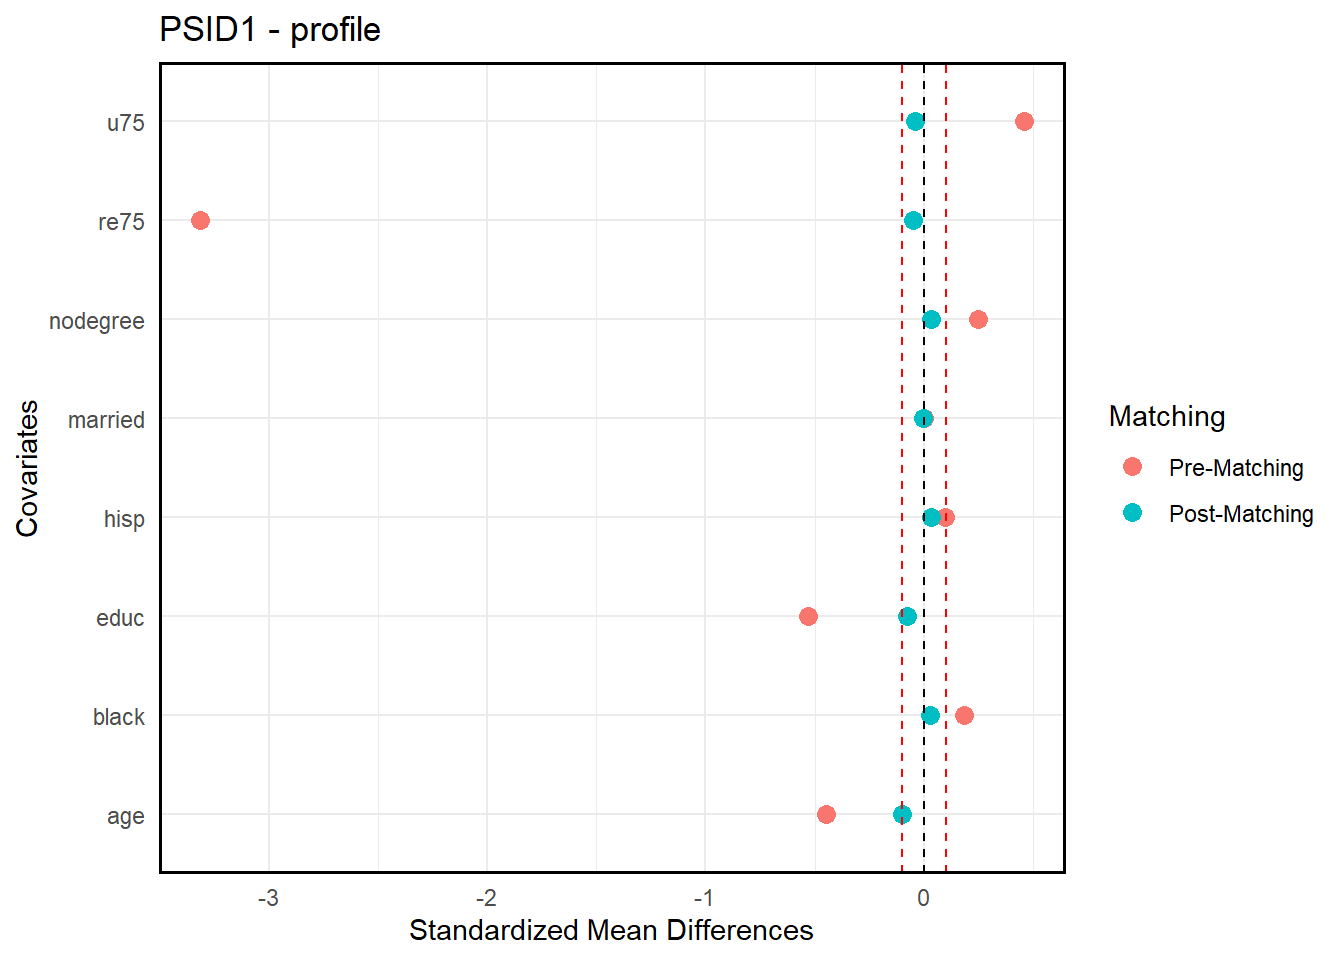 PSID1 - profile
u75
re75
nodegree
married
hisp
educ
black
age
Covariates
-3 -2 -1 0
Standardized Mean Differences
Matching
Pre-Matching
Post-Matching